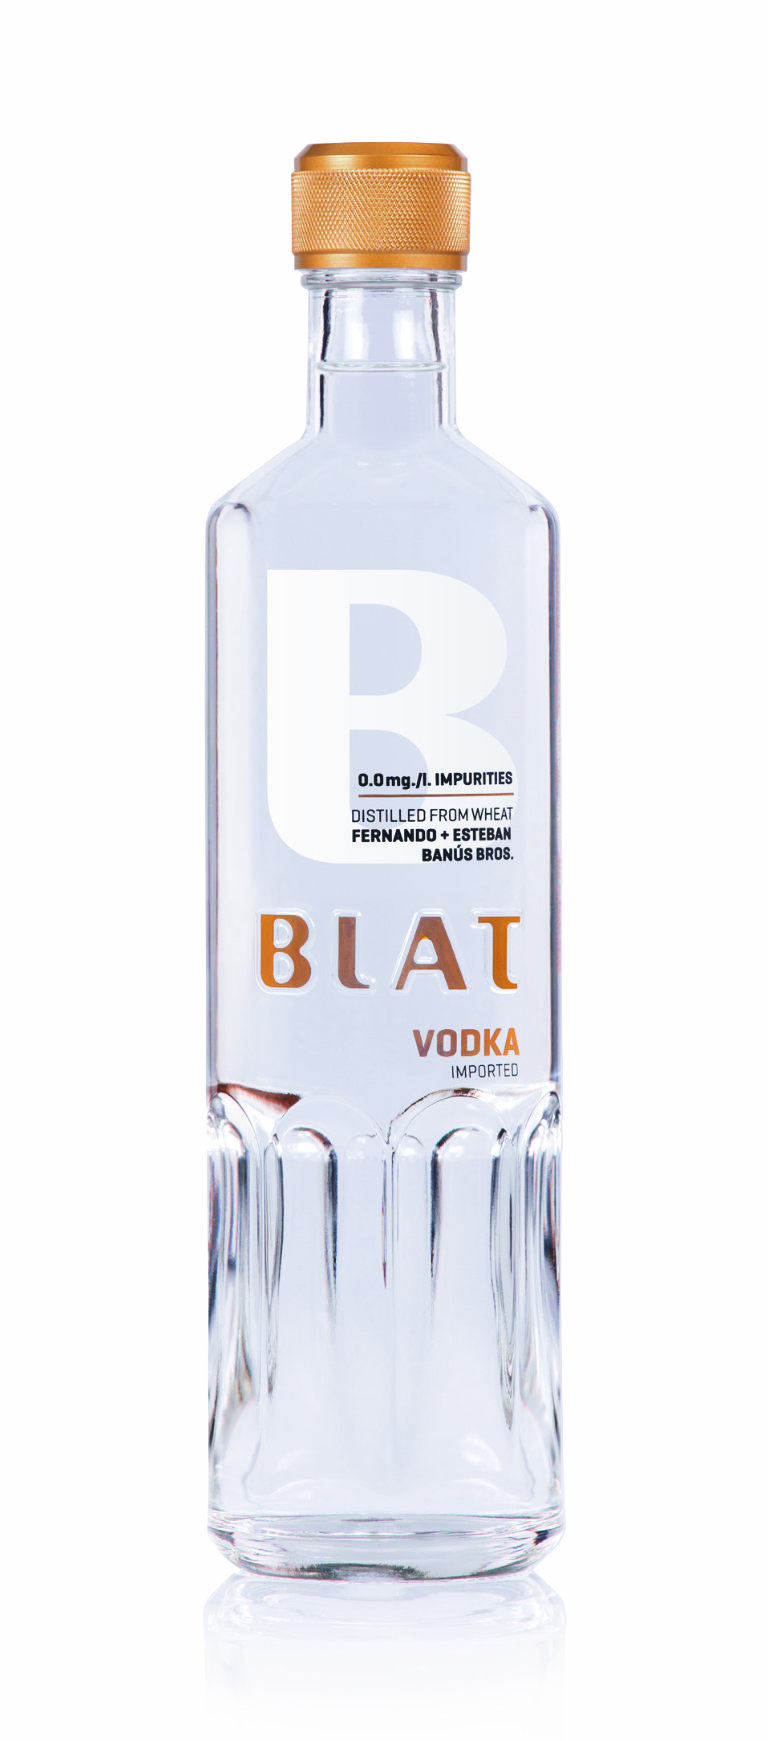 B
0.0mg./l. IMPURITIES
DISTILLED FROM WHEAT
FERNANDO + ESTEBAN
BANÚS BROS.
BLAT
VODKA
IMPORTED